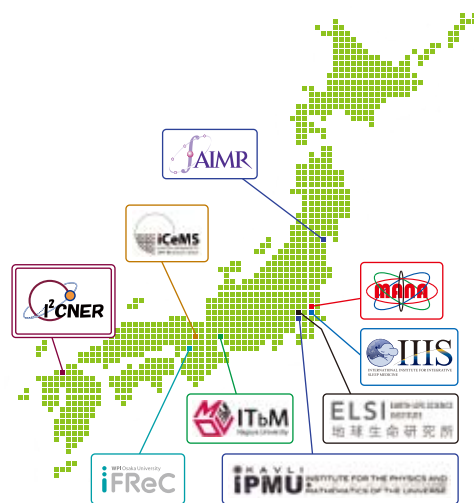 AIMR
iCeMS
I²CNER
MANA
IIIS
INTERNATIONAL INSTITUTE FOR INTEGRATIVE
SLEEP MEDICINE
ITbM
Nagoya University
ELSI EARTH-LIFE SCIENCE
INSTITUTE
地球生命研究所
WPI Osaka University
iFReC
KAVLI
IPMU INSTITUTE FOR THE PHYSICS AND
MATHEMATICS OF THE UNIVERSE